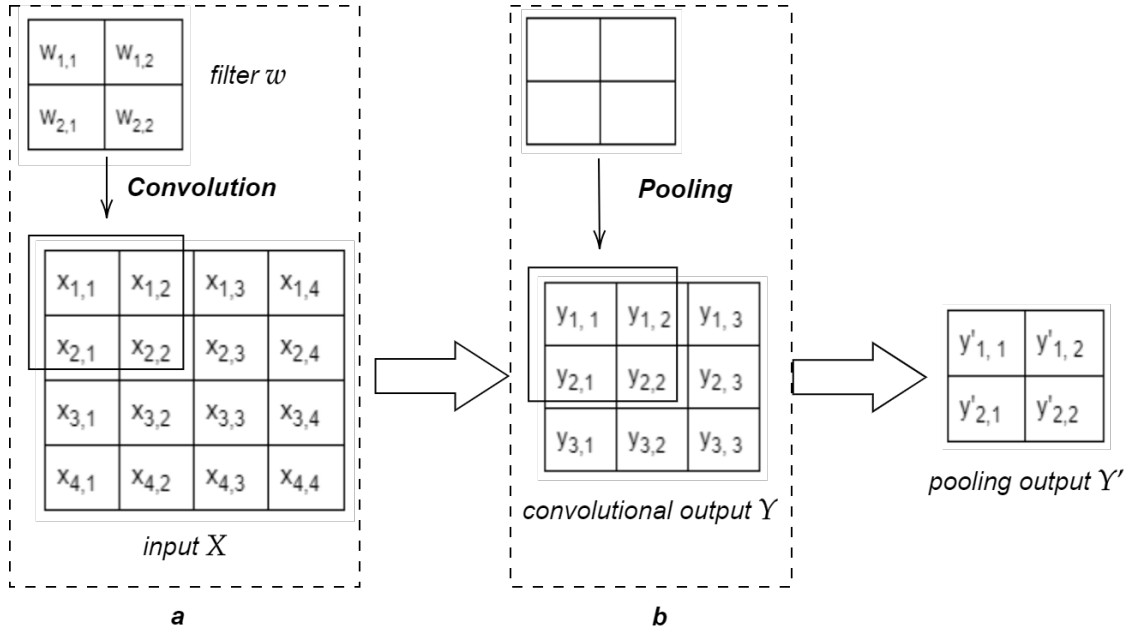 w1,1 w1,2
w2,1 w2,2
filter w
Convolution
x1,1 x1,2 x1,3 x1,4
x2,1 x2,2 x2,3 x2,4
x3,1 x3,2 x3,3 x3,4
x4,1 x4,2 x4,3 x4,4
input X
a
Pooling
y1, 1 y1, 2 y1, 3
y2,1 y2,2 y2, 3
y3,1 y3,2 y3, 3
convolutional output Y
b
y'1, 1 y'1, 2
y'2,1 y'2,2
pooling output Y'